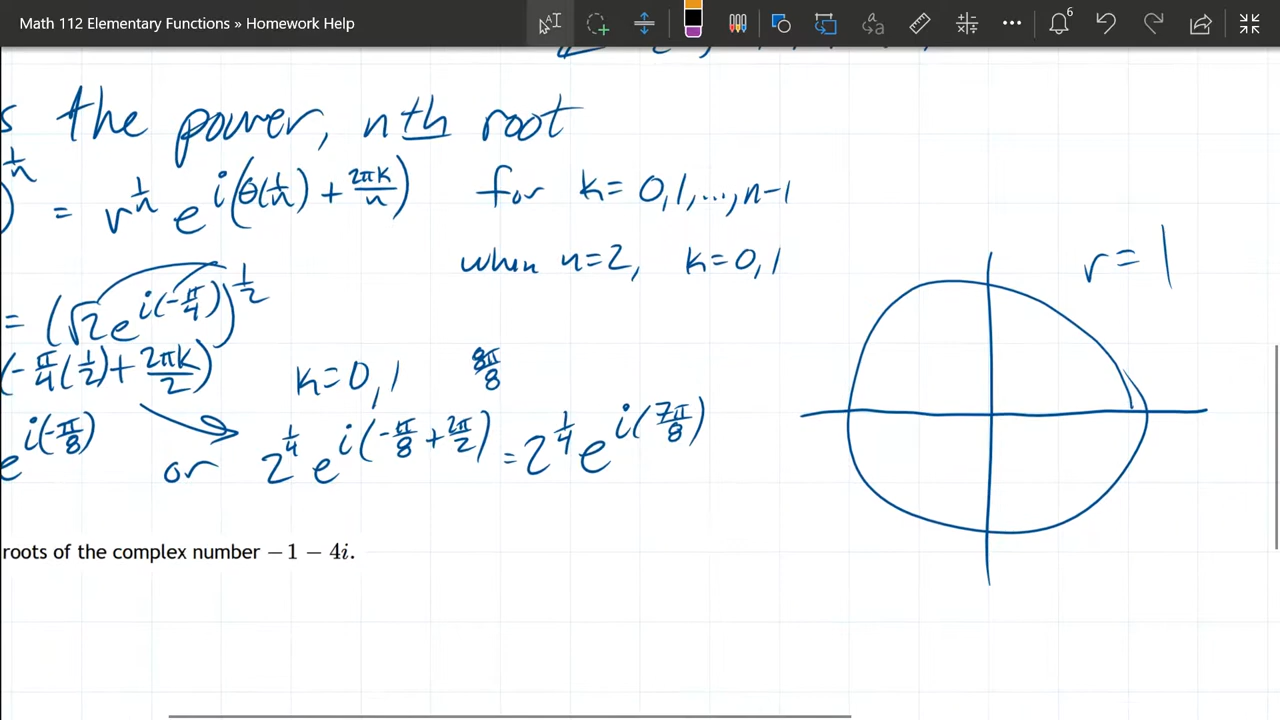 Math 112 Elementary Functions » Homework Help
6
s the power, nth root
)^{1/n} = r^{1/n} e^{i(θ(1/n) + 2πk/n)} for k = 0, 1, ..., n-1
when n=2, k=0,1
r = 1
= (√2 e^{i(-π/4)})^{1/2}
(-π/4(1/2) + 2πk/2) k=0,1 8π/8
e^{i(-π/8)} or 2^{1/4} e^{i(-π/8 + 2π/2)} = 2^{1/4} e^{i(7π/8)}
roots of the complex number −1 − 4i.